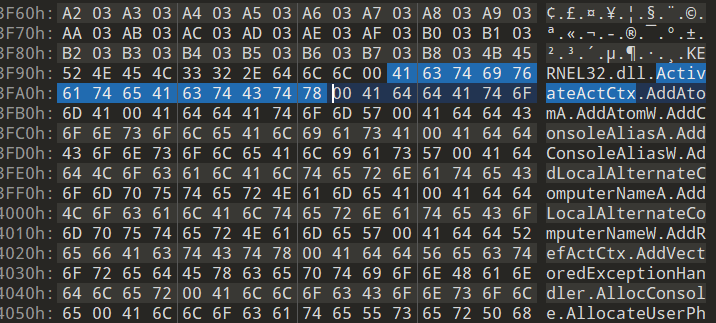 3F60h: A2 03 A3 03 A4 03 A5 03 A6 03 A7 03 A8 03 A9 03 ¢.£.¤.¥.¦.§.¨.©.
3F70h: AA 03 AB 03 AC 03 AD 03 AE 03 AF 03 B0 03 B1 03 ª.«.¬.-.®.¯.°.±.
3F80h: B2 03 B3 03 B4 03 B5 03 B6 03 B7 03 B8 03 4B 45 ².³.´.µ.¶.·.¸.KE
3F90h: 52 4E 45 4C 33 32 2E 64 6C 6C 00 41 63 74 69 76 RNEL32.dll.Activ
3FA0h: 61 74 65 41 63 74 43 74 78 00 41 64 64 41 74 6F ateActCtx.AddAto
3FB0h: 6D 41 00 41 64 64 41 74 6F 6D 57 00 41 64 64 43 mA.AddAtomW.AddC
3FC0h: 6F 6E 73 6F 6C 65 41 6C 69 61 73 41 00 41 64 64 onsoleAliasA.Add
3FD0h: 43 6F 6E 73 6F 6C 65 41 6C 69 61 73 57 00 41 64 ConsoleAliasW.Ad
3FE0h: 64 4C 6F 63 61 6C 41 6C 74 65 72 6E 61 74 65 43 dLocalAlternateC
3FF0h: 6F 6D 70 75 74 65 72 4E 61 6D 65 41 00 41 64 64 omputerNameA.Add
4000h: 4C 6F 63 61 6C 41 6C 74 65 72 6E 61 74 65 43 6F LocalAlternateCo
4010h: 6D 70 75 74 65 72 4E 61 6D 65 57 00 41 64 64 52 mputerNameW.AddR
4020h: 65 66 41 63 74 43 74 78 00 41 64 64 56 65 63 74 efActCtx.AddVect
4030h: 6F 72 65 64 45 78 63 65 70 74 69 6F 6E 48 61 6E oredExceptionHan
4040h: 64 6C 65 72 00 41 6C 6C 6F 63 43 6F 6E 73 6F 6C dler.AllocConsol
4050h: 65 00 41 6C 6C 6F 63 61 74 65 55 73 65 72 50 68 e.AllocateUserPh